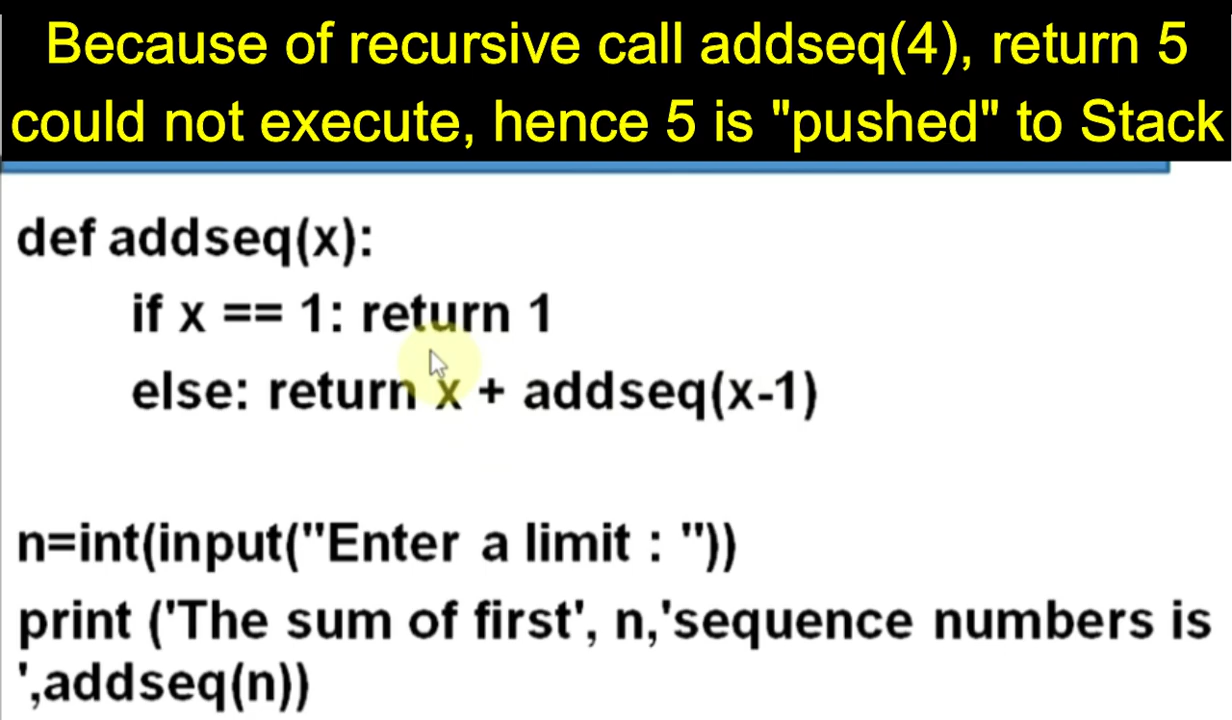 Because of recursive call addseq(4), return 5
could not execute, hence 5 is "pushed" to Stack
def addseq(x):
if x == 1: return 1
else: return x + addseq(x-1)
n=int(input("Enter a limit : "))
print ('The sum of first', n,'sequence numbers is
',addseq(n))